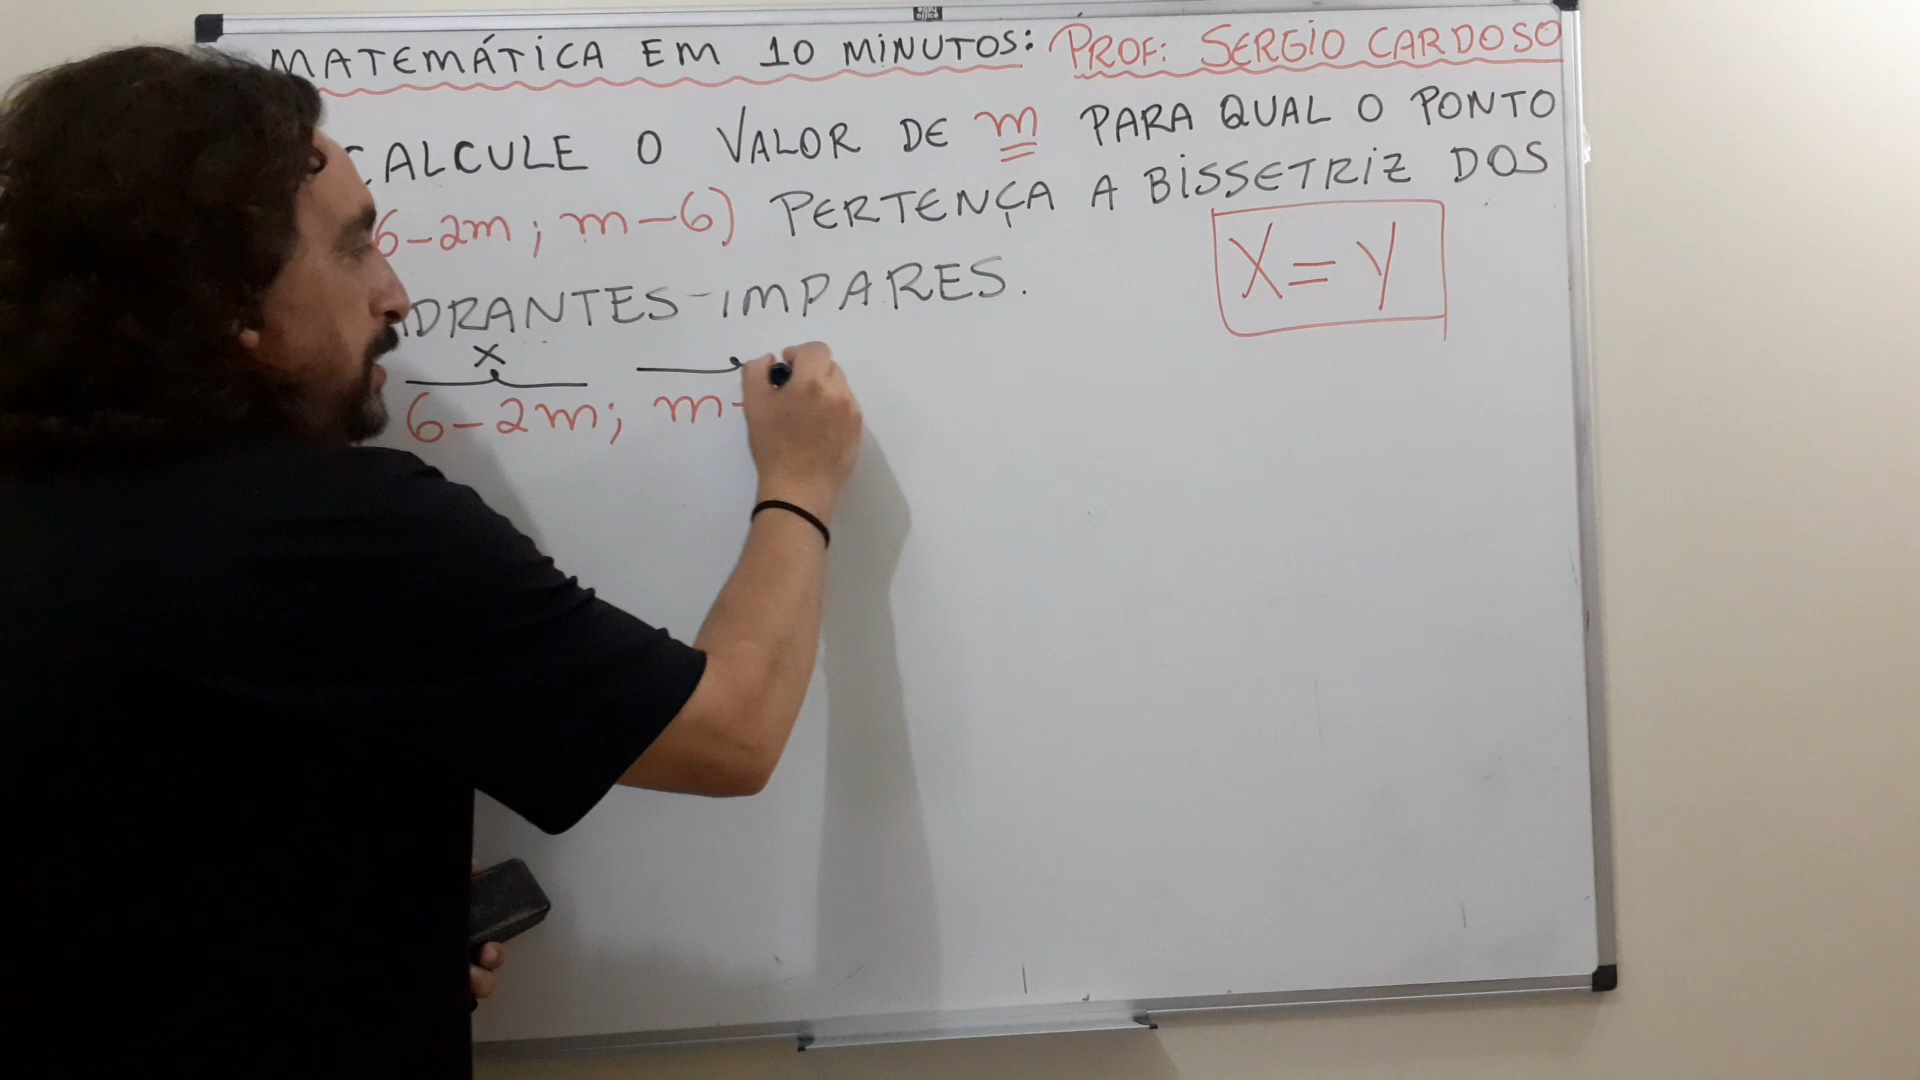 MATEMÁTICA EM 10 MINUTOS: PROF: SERGIO CARDOSO
CALCULE O VALOR DE m PARA QUAL O PONTO
6-2m; m-6) PERTENÇA A BISSETRIZ DOS
DRANTES-IMPARES.
X=Y
X
6-2m; m-